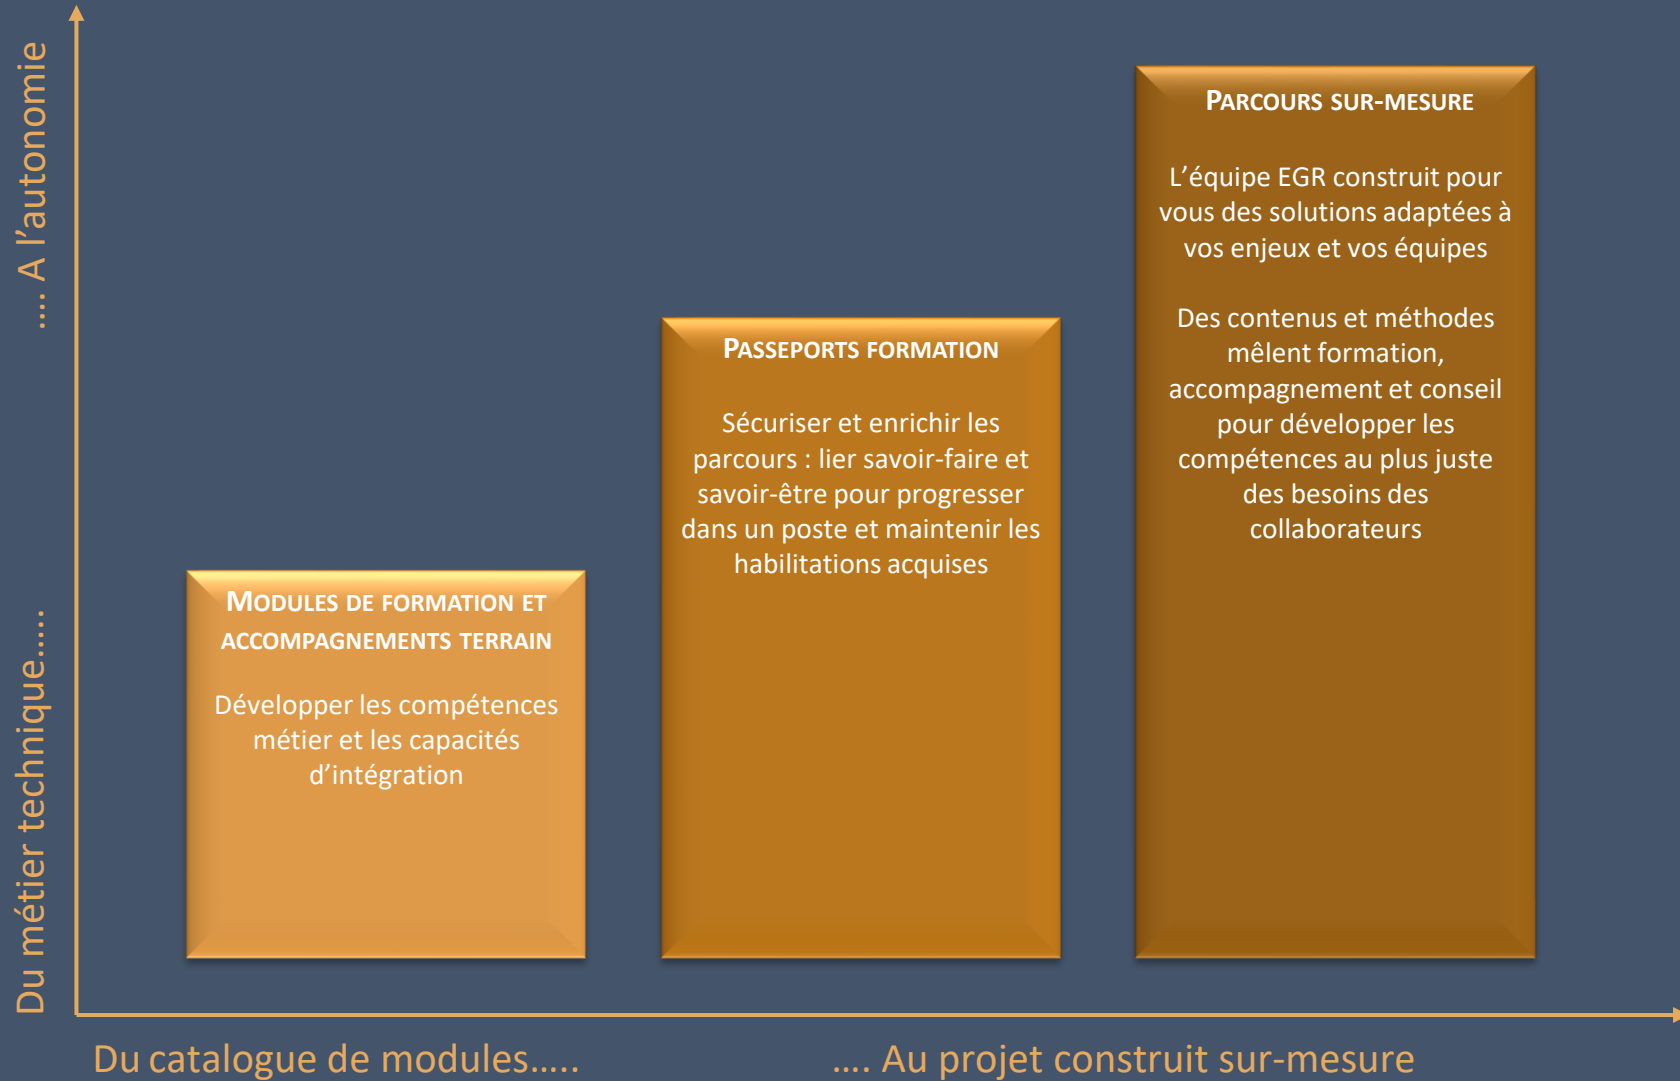 Du métier technique.....
.... A l’autonomie
MODULES DE FORMATION ET
ACCOMPAGNEMENTS TERRAIN
Développer les compétences
métier et les capacités
d’intégration
PASSEPORTS FORMATION
Sécuriser et enrichir les
parcours : lier savoir-faire et
savoir-être pour progresser
dans un poste et maintenir les
habilitations acquises
PARCOURS SUR-MESURE
L’équipe EGR construit pour
vous des solutions adaptées à
vos enjeux et vos équipes
Des contenus et méthodes
mêlent formation,
accompagnement et conseil
pour développer les
compétences au plus juste
des besoins des
collaborateurs
Du catalogue de modules.....
.... Au projet construit sur-mesure